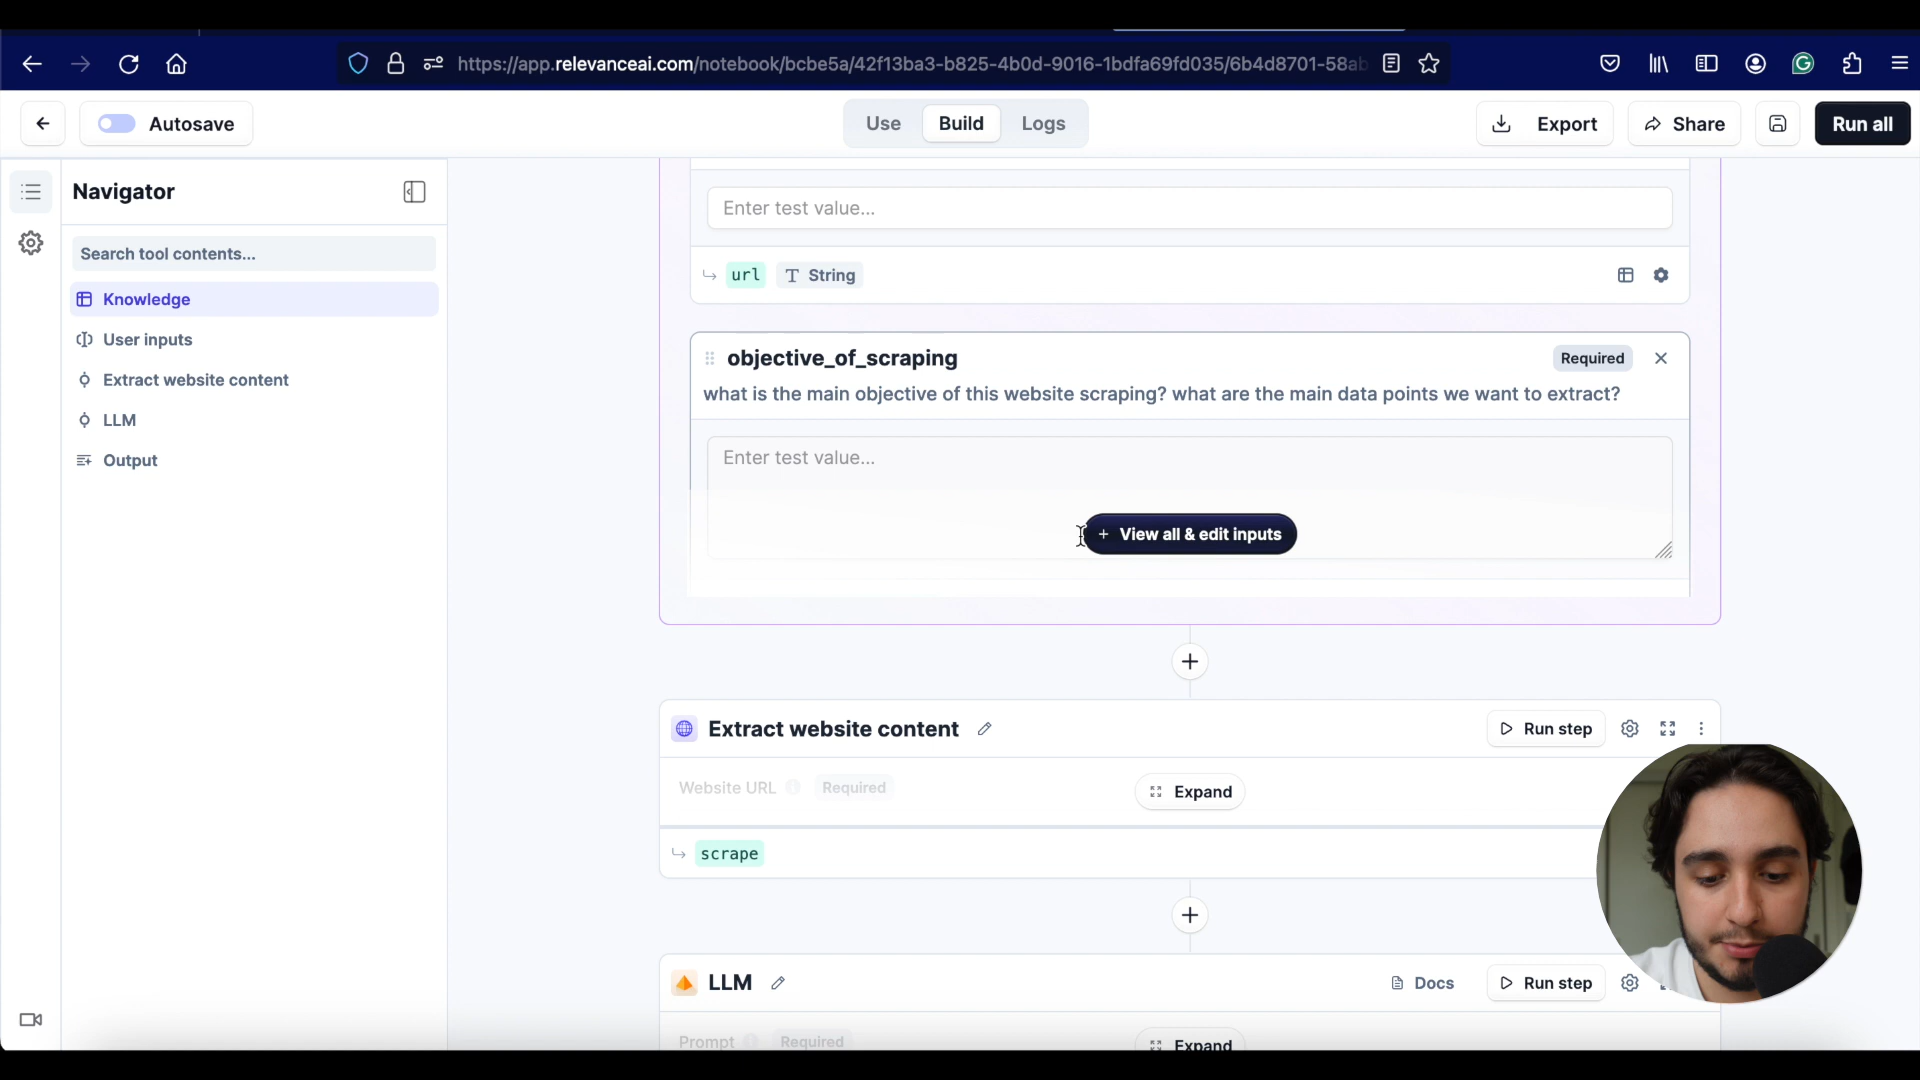 https://app.relevanceai.com/notebook/bcbe5a/42f13ba3-b825-4b0d-9016-1bdfa69fd035/6b4d8701-58ab
Autosave
Use
Build
Logs
Export
Share
Run all
Navigator
Search tool contents...
Knowledge
User inputs
Extract website content
LLM
Output
Enter test value...
url
T String
objective_of_scraping
Required
what is the main objective of this website scraping? what are the main data points we want to extract?
Enter test value...
+ View all & edit inputs
Extract website content
Run step
Website URL
Required
Expand
scrape
LLM
Docs
Run step
Prompt
Required
Expand